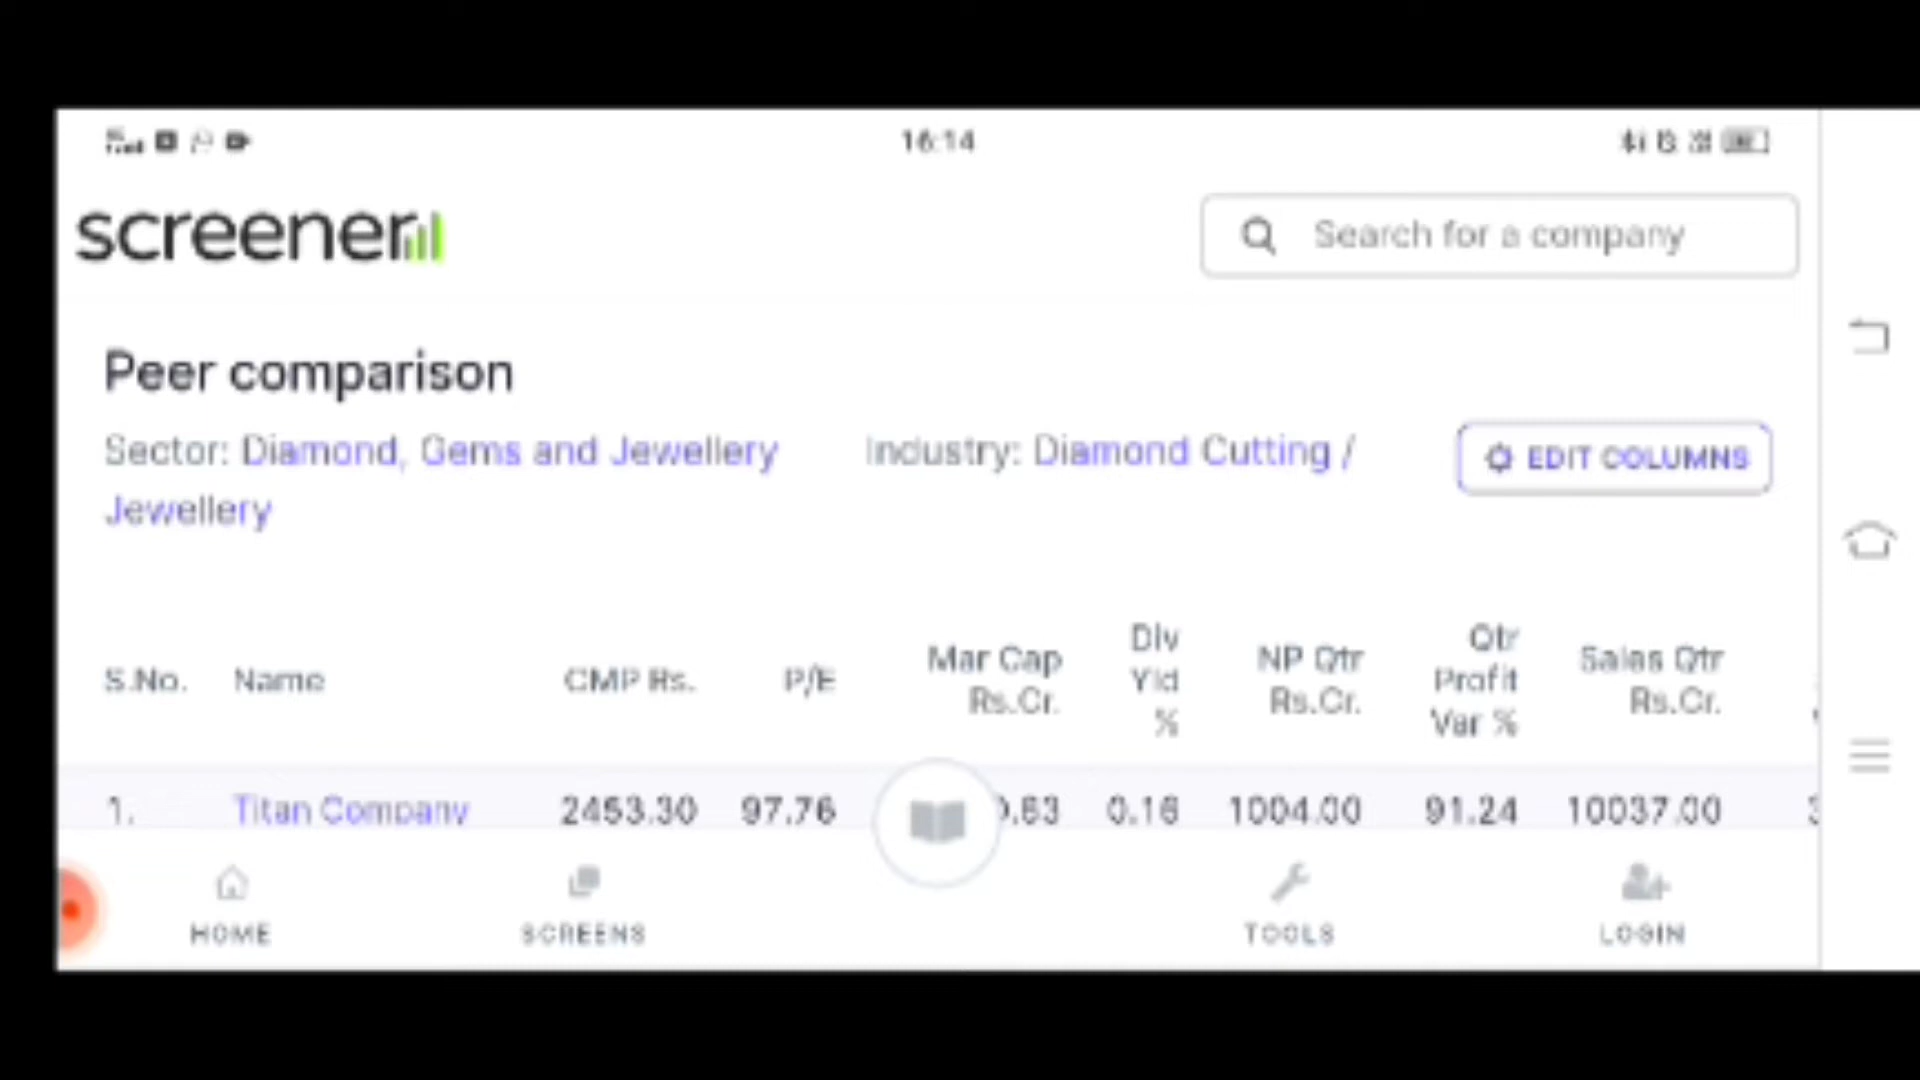 16:14
screener
Search for a company
Peer comparison
Sector: Diamond, Gems and Jewellery Industry: Diamond Cutting /
Jewellery
EDIT COLUMNS
S.No. Name CMP Rs. P/E Mar Cap Rs.Cr. Div Yld % NP Qtr Rs.Cr. Qtr Profit Var % Sales Qtr Rs.Cr.
1. Titan Company 2453.30 97.76 0.16 1004.00 91.24 10037.00
HOME SCREENS TOOLS LOGIN